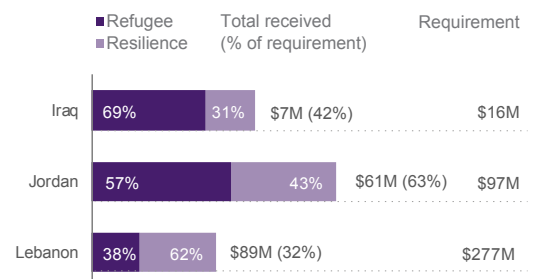 Refugee Total received Requirement
Resilience (% of requirement)
Iraq 69% 31% $7M (42%) $16M
Jordan 57% 43% $61M (63%) $97M
Lebanon 38% 62% $89M (32%) $277M